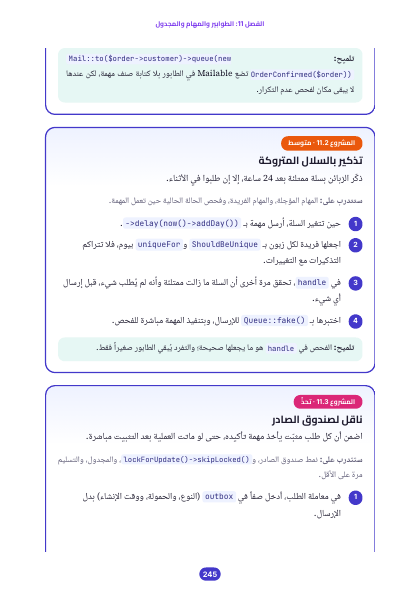 الفصل 11: الطوابير والمهام والمجدول
تلميح: Mail::to($order->customer)->queue(new
OrderConfirmed($order)) تضع Mailable في الطابور بلا كتابة صنف مهمة، لكن عندها
لا يبقى مكان لفحص عدم التكرار.
المشروع 11.2 · متوسط
تذكير بالسلال المتروكة
ذكّر الزبائن بسلة ممتلئة بعد 24 ساعة، إلا إن طلبوا في الأثناء.
ستتدرب على: المهام المؤجلة، والمهام الفريدة، وفحص الحالة الحالية حين تعمل المهمة.
1 حين تتغير السلة، أرسل مهمة بـ ->delay(now()->addDay()).
2 اجعلها فريدة لكل زبون بـ ShouldBeUnique و uniqueFor بيوم، فلا تتراكم
التذكيرات مع التغييرات.
3 في handle، تحقق مرة أخرى أن السلة ما زالت ممتلئة وأنه لم يُطلب شيء، قبل إرسال
أي شيء.
4 اختبرها بـ Queue::fake() للإرسال، وبتنفيذ المهمة مباشرة للفحص.
تلميح: الفحص في handle هو ما يجعلها صحيحة؛ والتفرد يُبقي الطابور صغيراً فقط.
المشروع 11.3 · تحدٍّ
ناقل لصندوق الصادر
اضمن أن كل طلب مثبّت يأخذ مهمة تأكيده، حتى لو ماتت العملية بعد التثبيت مباشرة.
ستتدرب على: نمط صندوق الصادر، و lockForUpdate()->skipLocked()، والمجدول، والتسليم
مرة على الأقل.
1 في معاملة الطلب، أدخل صفاً في outbox (النوع، والحمولة، ووقت الإنشاء) بدل
الإرسال.
245